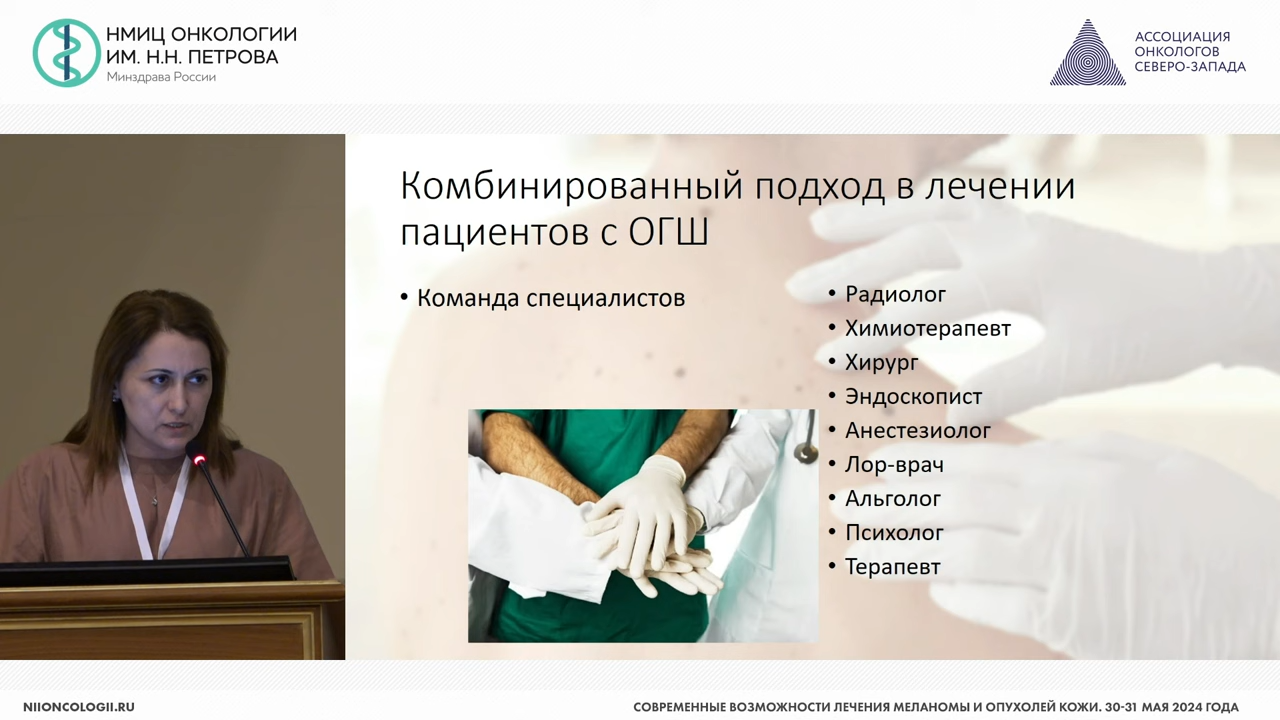 НМИЦ ОНКОЛОГИИ
ИМ. Н.Н. ПЕТРОВА
Минздрава России
АССОЦИАЦИЯ
ОНКОЛОГОВ
СЕВЕРО-ЗАПАДА
Комбинированный подход в лечении
пациентов с ОГШ
• Команда специалистов
• Радиолог
• Химиотерапевт
• Хирург
• Эндоскопист
• Анестезиолог
• Лор-врач
• Альголог
• Психолог
• Терапевт
NIIONCOLOGII.RU
СОВРЕМЕННЫЕ ВОЗМОЖНОСТИ ЛЕЧЕНИЯ МЕЛАНОМЫ И ОПУХОЛЕЙ КОЖИ. 30-31 МАЯ 2024 ГОДА